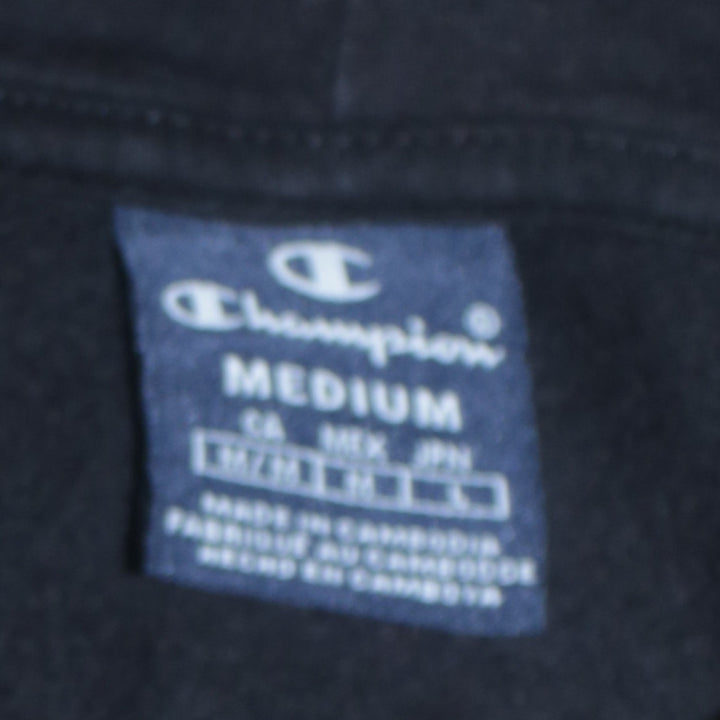 Champion
MEDIUM
CA MEX JPN
M/M M L
MADE IN CAMBODIA
FABRIQUÉ AU CAMBODGE
HECHO EN CAMBOYA